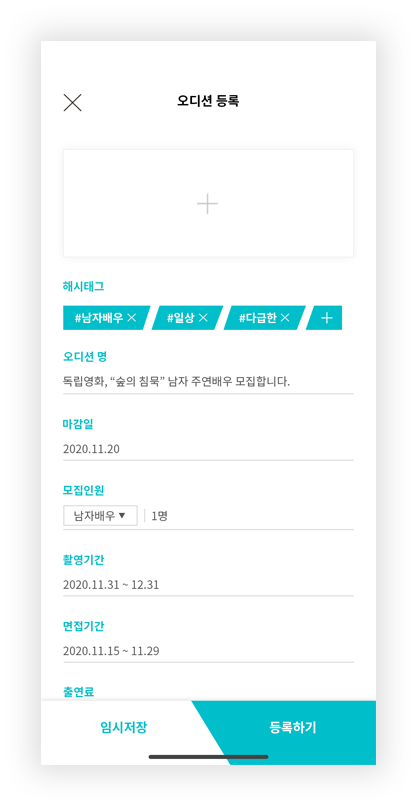 오디션 등록
해시태그
#남자배우 #일상 #다급한
오디션 명
독립영화, “숲의 침묵” 남자 주연배우 모집합니다.
마감일
2020.11.20
모집인원
남자배우 1명
촬영기간
2020.11.31 ~ 12.31
면접기간
2020.11.15 ~ 11.29
출연료
임시저장 등록하기